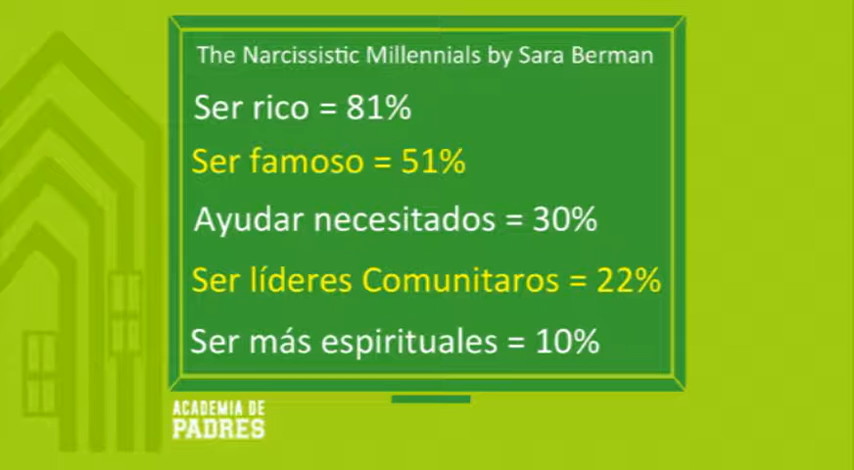 The Narcissistic Millennials by Sara Berman
Ser rico = 81%
Ser famoso = 51%
Ayudar necesitados = 30%
Ser líderes Comunitaros = 22%
Ser más espirituales = 10%
ACADEMIA DE
PADRES